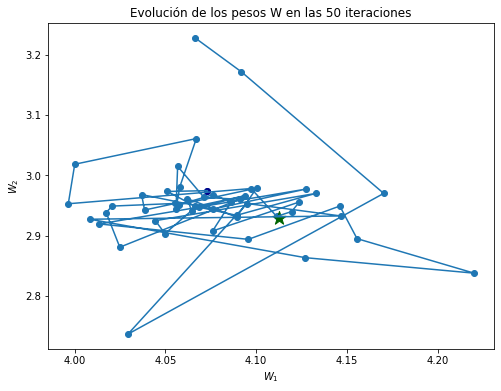 Evolución de los pesos W en las 50 iteraciones
3.2
3.1
3.0
2.9
2.8
W₂
4.00 4.05 4.10 4.15 4.20
W₁